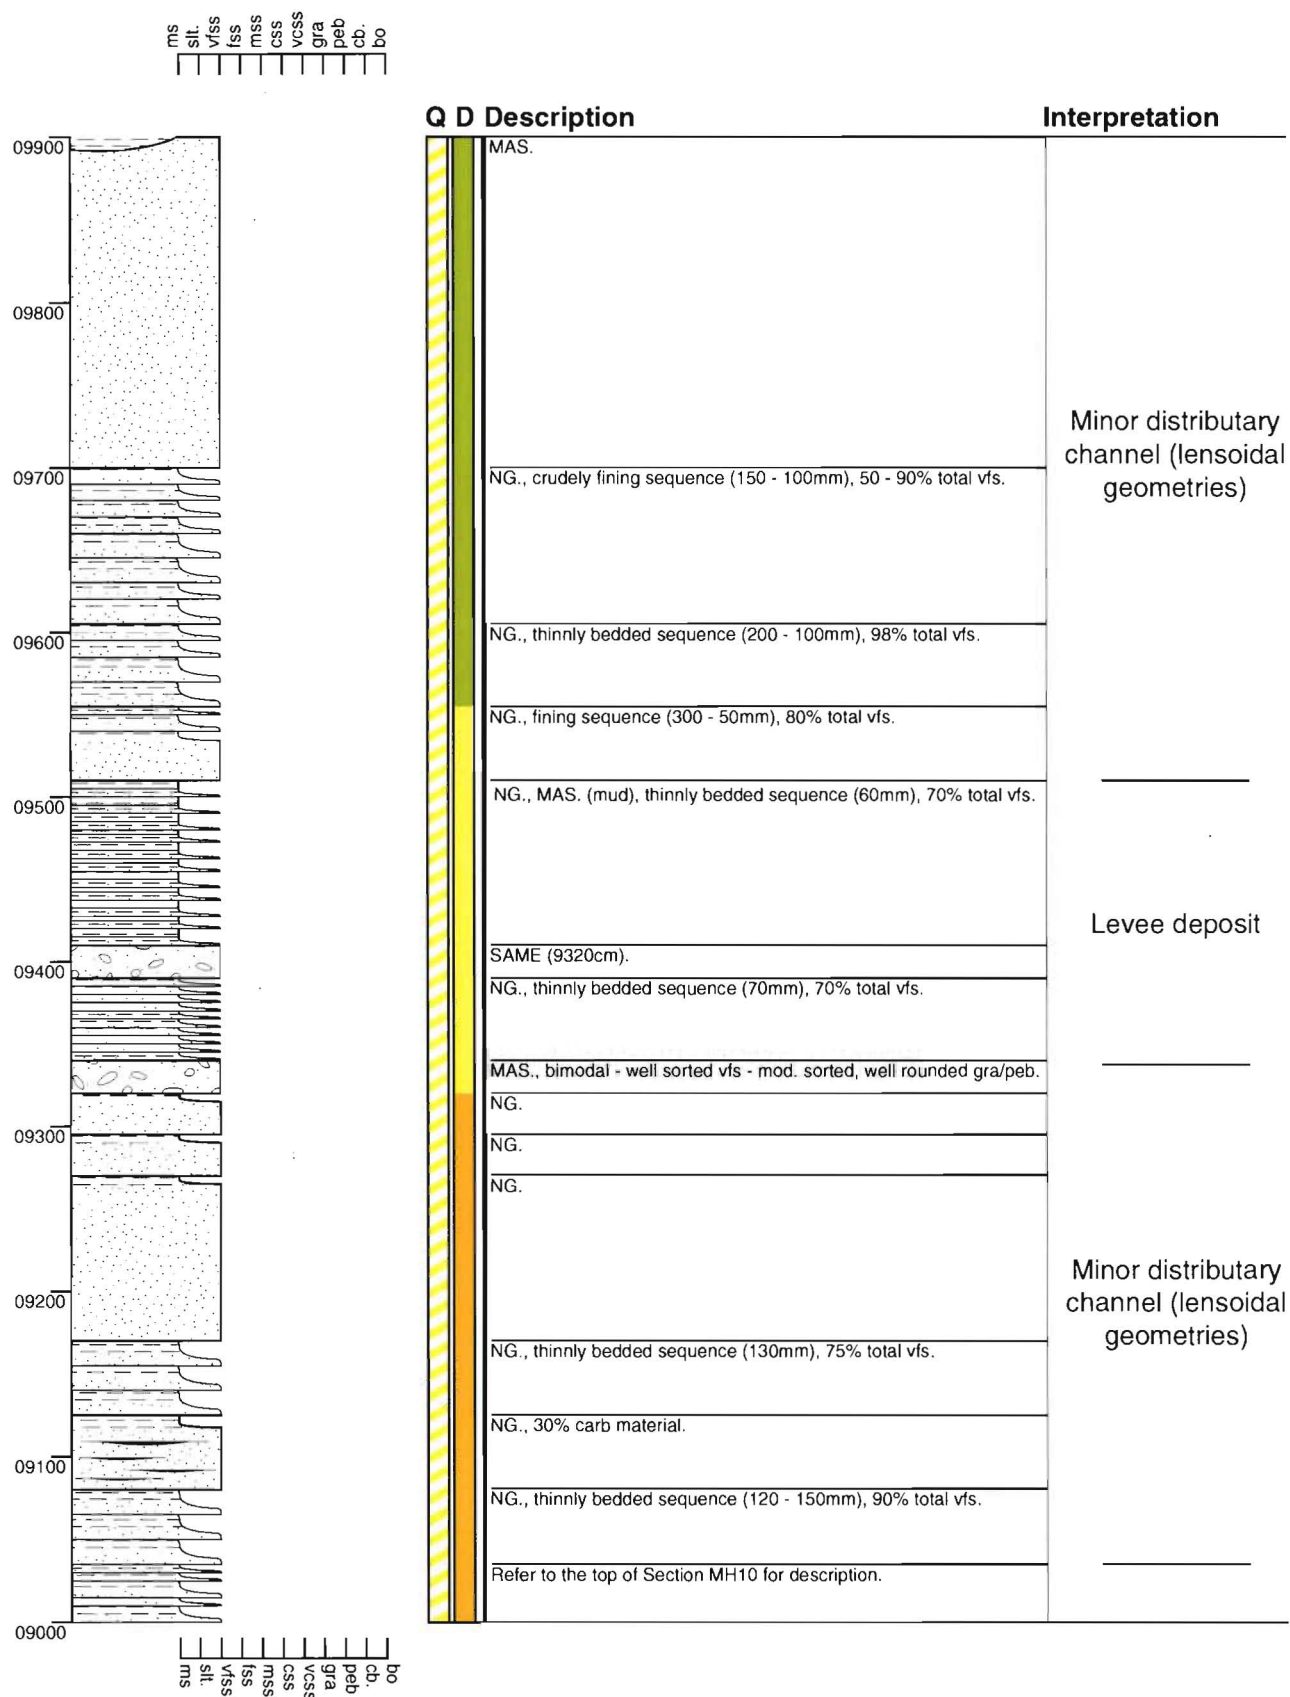 ms slt. vfss fss mss css vcss gra peb cb. bo
Q D Description Interpretation
09900
MAS.
09800
Minor distributary
channel (lensoidal
geometries)
09700
NG., crudely fining sequence (150 - 100mm), 50 - 90% total vfs.
09600
NG., thinnly bedded sequence (200 - 100mm), 98% total vfs.
NG., fining sequence (300 - 50mm), 80% total vfs.
09500
NG., MAS. (mud), thinnly bedded sequence (60mm), 70% total vfs.
Levee deposit
09400
SAME (9320cm).
NG., thinnly bedded sequence (70mm), 70% total vfs.
MAS., bimodal - well sorted vfs - mod. sorted, well rounded gra/peb.
NG.
09300
NG.
NG.
09200
Minor distributary
channel (lensoidal
geometries)
NG., thinnly bedded sequence (130mm), 75% total vfs.
NG., 30% carb material.
09100
NG., thinnly bedded sequence (120 - 150mm), 90% total vfs.
Refer to the top of Section MH10 for description.
09000
ms slt. vfss fss mss css vcss gra peb cb. bo